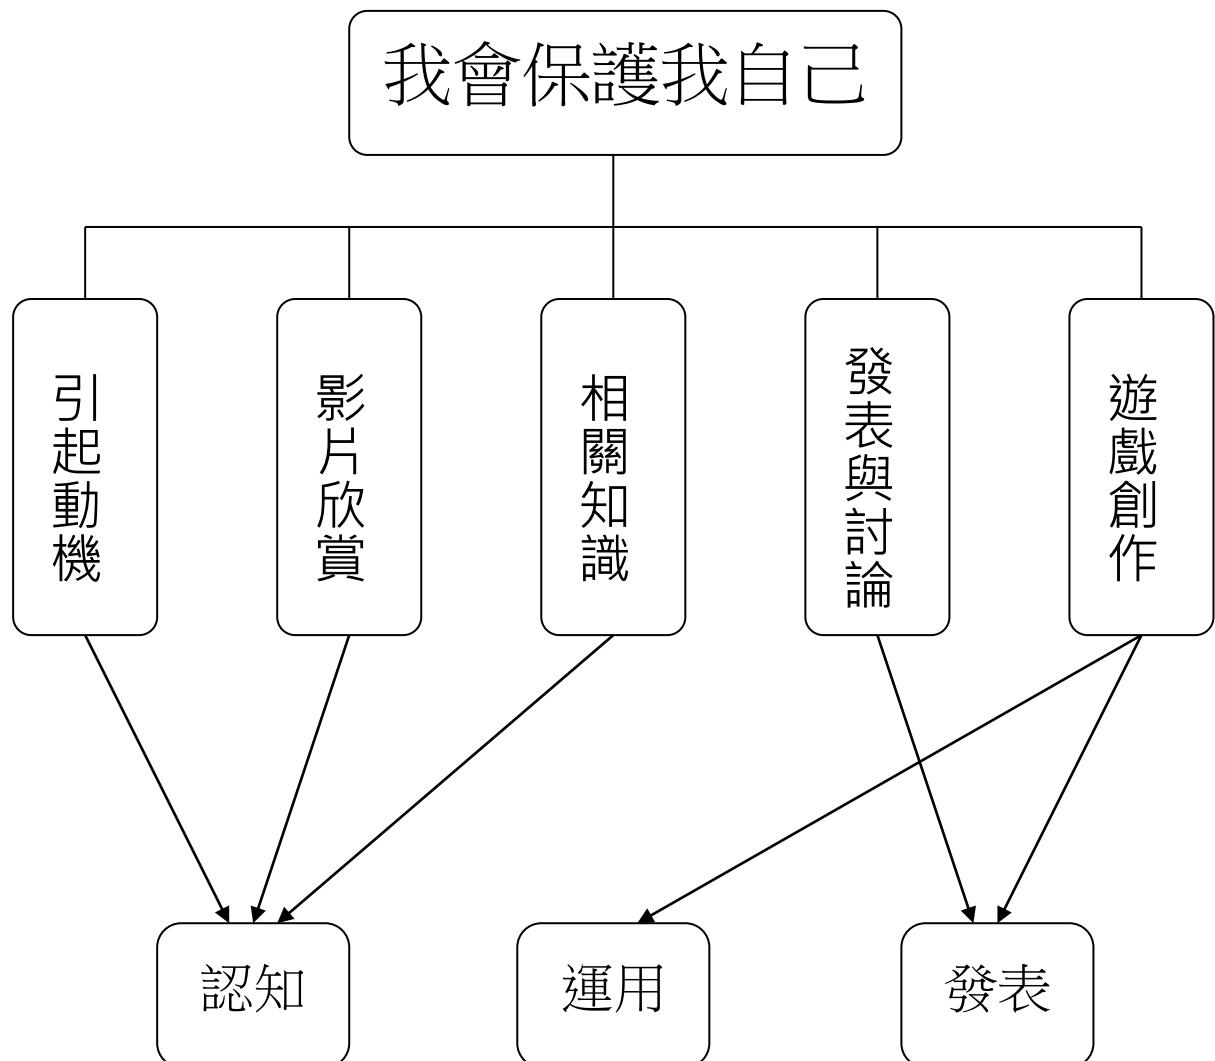 我會保護我自己
引起動機
影片欣賞
相關知識
發表與討論
遊戲創作
認知
運用
發表